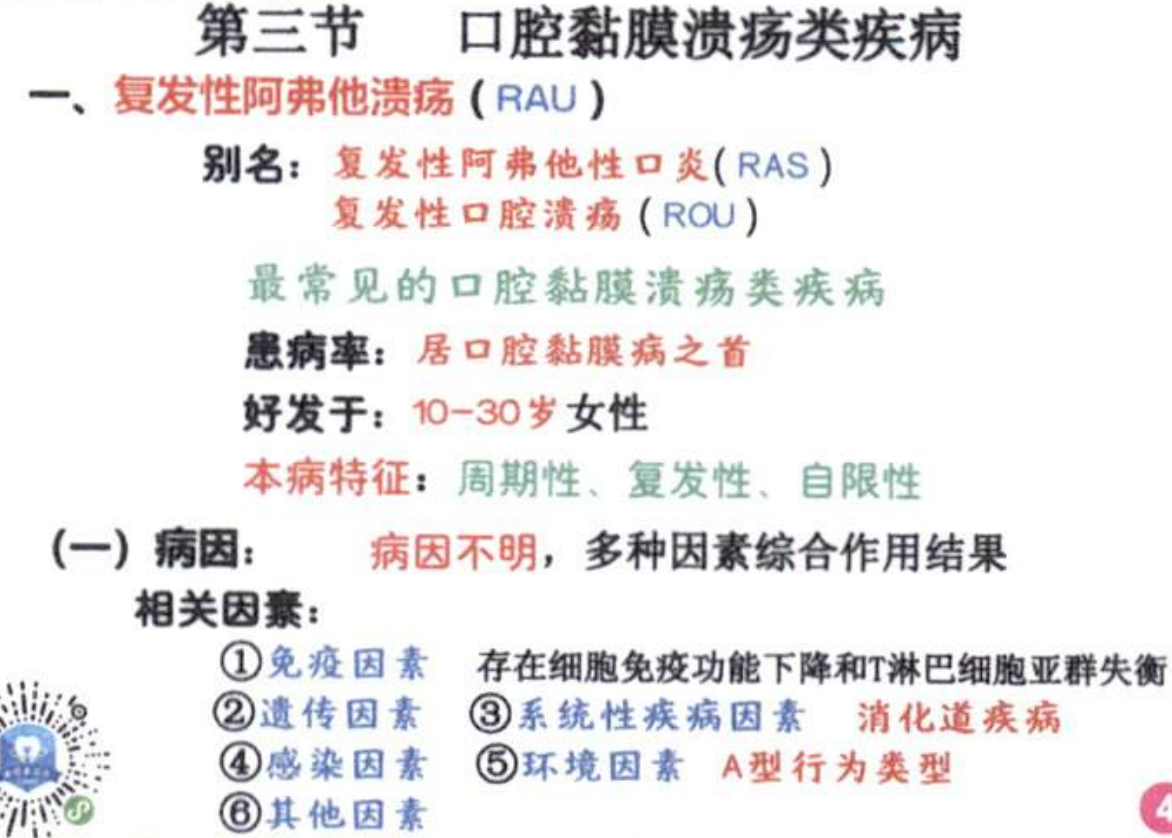 第三节 口腔黏膜溃疡类疾病
一、复发性阿弗他溃疡(RAU)
别名：复发性阿弗他性口炎(RAS)
复发性口腔溃疡(ROU)
最常见的口腔黏膜溃疡类疾病
患病率：居口腔黏膜病之首
好发于：10-30岁女性
本病特征：周期性、复发性、自限性
(一)病因： 病因不明，多种因素综合作用结果
相关因素：
①免疫因素 存在细胞免疫功能下降和T淋巴细胞亚群失衡
②遗传因素 ③系统性疾病因素 消化道疾病
④感染因素 ⑤环境因素 A型行为类型
⑥其他因素
4